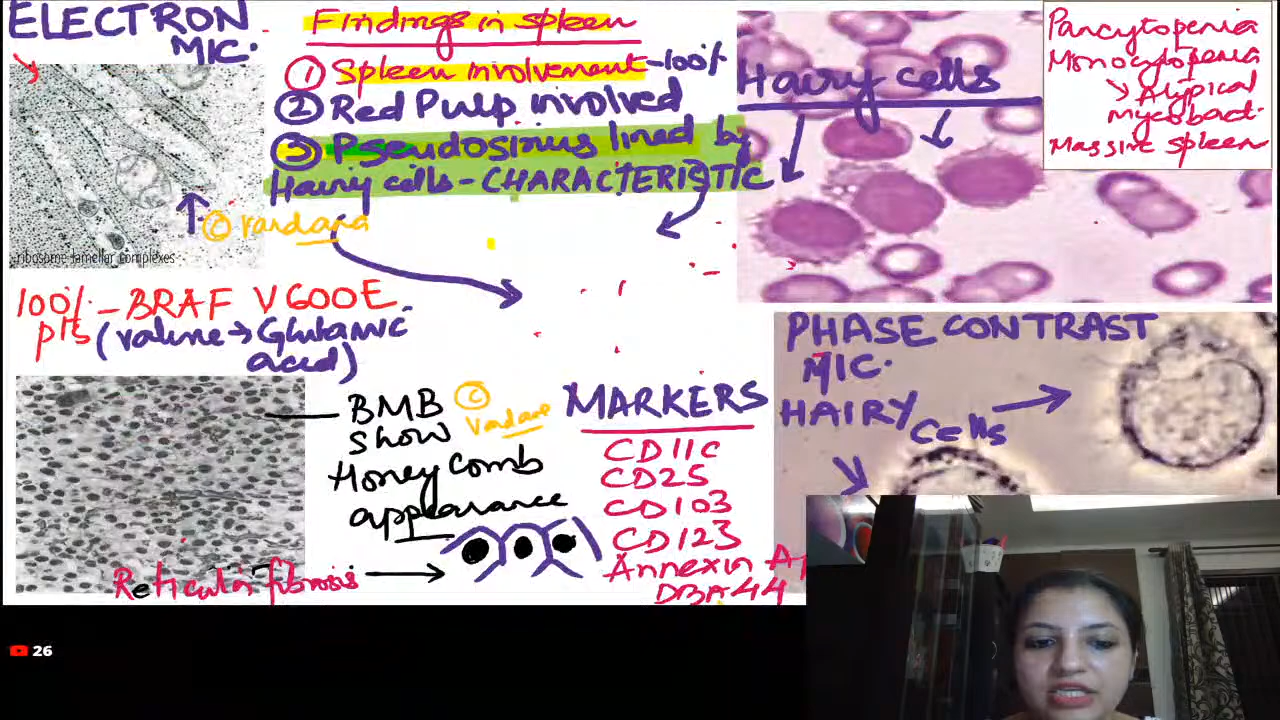 ELECTRON
MIC.
ribosome-lamellar complexes
© Vandana
Findings in spleen
① Spleen involvement - 100%
② Red Pulp involved
③ Pseudosinus lined by
Hairy cells - CHARACTERISTIC
Hairy cells
Pancytopenia
Monocytopenia
↘ Atypical
mycobact.
Massive spleen
100% - BRAF V600E
pts (valine → Glutamic
acid)
BMB
show
Honey Comb
appearance
© Vandana
Reticulin fibrosis
MARKERS
CD11c
CD25
CD103
CD123
Annexin A1
DBA44
PHASE CONTRAST
MIC.
HAIRY
Cells
26